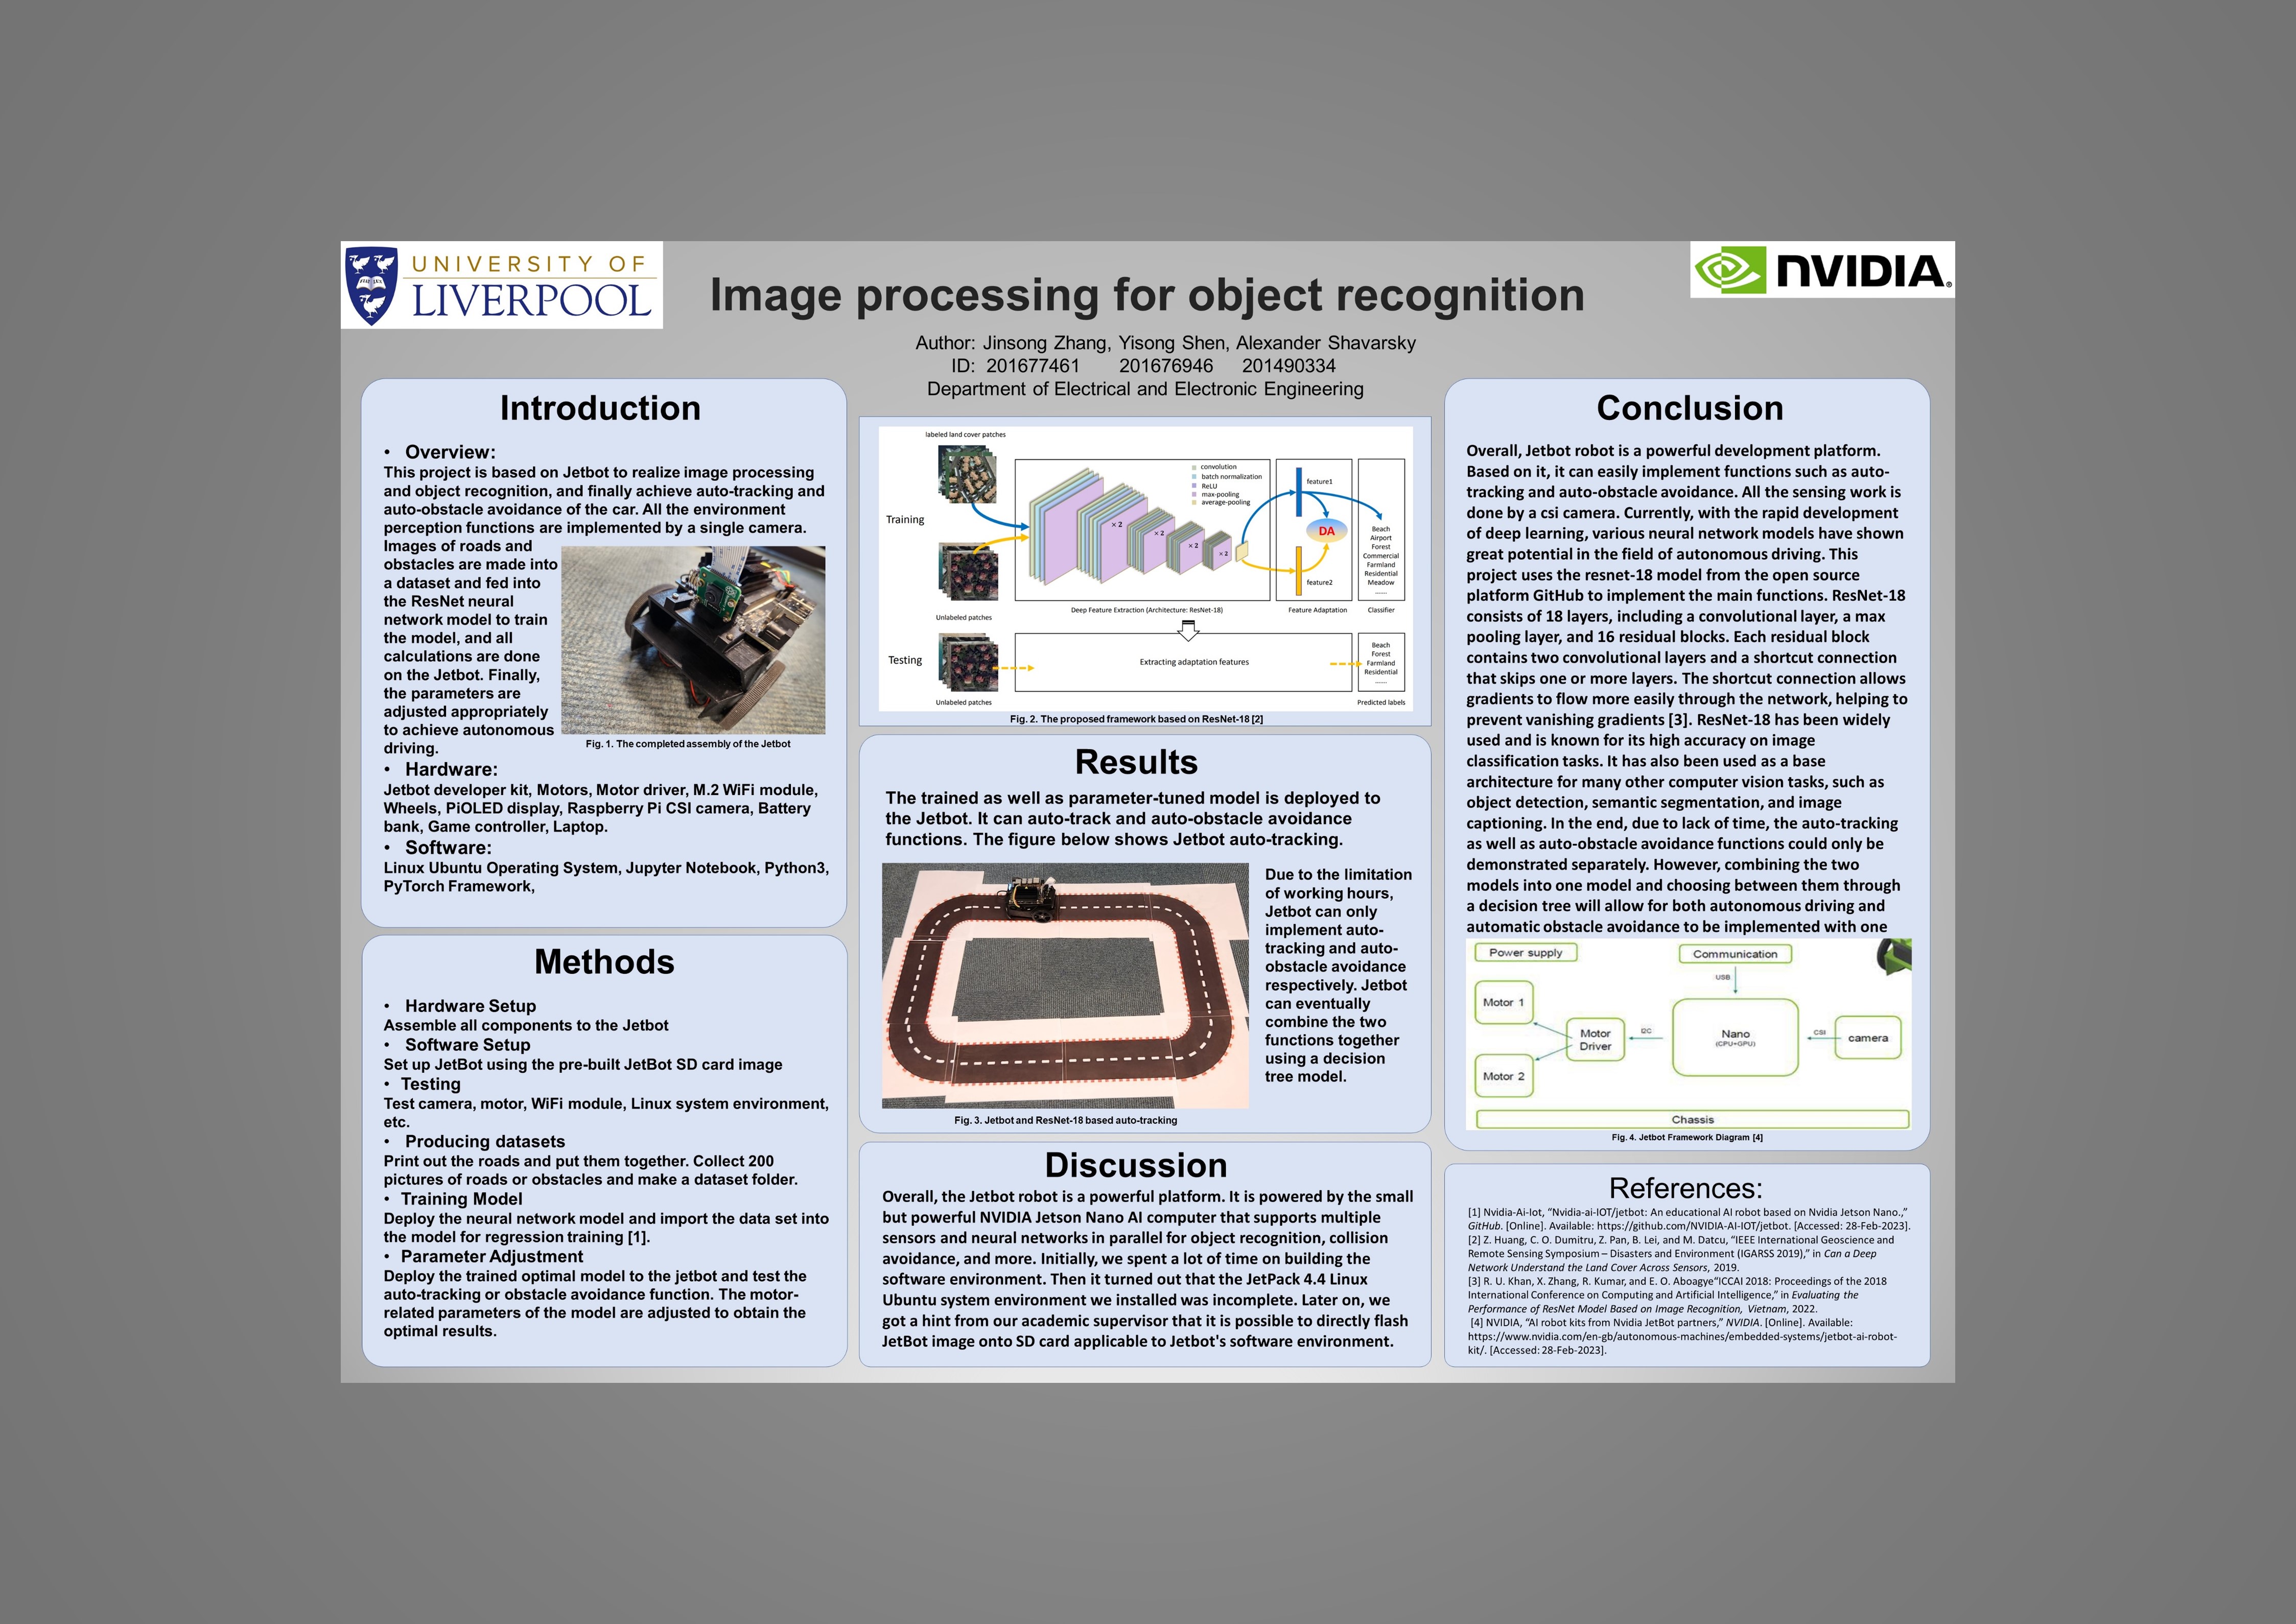 UNIVERSITY OF
LIVERPOOL
Image processing for object recognition
NVIDIA®
Author: Jinsong Zhang, Yisong Shen, Alexander Shavarsky
ID: 201677461 201676946 201490334
Department of Electrical and Electronic Engineering
Introduction
• Overview:
This project is based on Jetbot to realize image processing
and object recognition, and finally achieve auto-tracking and
auto-obstacle avoidance of the car. All the environment
perception functions are implemented by a single camera.
Images of roads and
obstacles are made into
a dataset and fed into
the ResNet neural
network model to train
the model, and all
calculations are done
on the Jetbot. Finally,
the parameters are
adjusted appropriately
to achieve autonomous
driving.
Fig. 1. The completed assembly of the Jetbot
• Hardware:
Jetbot developer kit, Motors, Motor driver, M.2 WiFi module,
Wheels, PiOLED display, Raspberry Pi CSI camera, Battery
bank, Game controller, Laptop.
• Software:
Linux Ubuntu Operating System, Jupyter Notebook, Python3,
PyTorch Framework,
Methods
• Hardware Setup
Assemble all components to the Jetbot
• Software Setup
Set up JetBot using the pre-built JetBot SD card image
• Testing
Test camera, motor, WiFi module, Linux system environment,
etc.
• Producing datasets
Print out the roads and put them together. Collect 200
pictures of roads or obstacles and make a dataset folder.
• Training Model
Deploy the neural network model and import the data set into
the model for regression training [1].
• Parameter Adjustment
Deploy the trained optimal model to the jetbot and test the
auto-tracking or obstacle avoidance function. The motor-
related parameters of the model are adjusted to obtain the
optimal results.
labeled land cover patches
convolution
batch normalization
ReLU
max-pooling
average-pooling
Training
×2
×2
×2
×2
feature1
DA
feature2
Beach
Airport
Forest
Commercial
Farmland
Residential
Meadow
......
Unlabeled patches
Deep Feature Extraction (Architecture: ResNet-18)
Feature Adaptation
Classifier
Testing
Extracting adaptation features
Beach
Forest
Farmland
Residential
......
Unlabeled patches
Predicted labels
Fig. 2. The proposed framework based on ResNet-18 [2]
Results
The trained as well as parameter-tuned model is deployed to
the Jetbot. It can auto-track and auto-obstacle avoidance
functions. The figure below shows Jetbot auto-tracking.
Due to the limitation
of working hours,
Jetbot can only
implement auto-
tracking and auto-
obstacle avoidance
respectively. Jetbot
can eventually
combine the two
functions together
using a decision
tree model.
Fig. 3. Jetbot and ResNet-18 based auto-tracking
Discussion
Overall, the Jetbot robot is a powerful platform. It is powered by the small
but powerful NVIDIA Jetson Nano AI computer that supports multiple
sensors and neural networks in parallel for object recognition, collision
avoidance, and more. Initially, we spent a lot of time on building the
software environment. Then it turned out that the JetPack 4.4 Linux
Ubuntu system environment we installed was incomplete. Later on, we
got a hint from our academic supervisor that it is possible to directly flash
JetBot image onto SD card applicable to Jetbot's software environment.
Conclusion
Overall, Jetbot robot is a powerful development platform.
Based on it, it can easily implement functions such as auto-
tracking and auto-obstacle avoidance. All the sensing work is
done by a csi camera. Currently, with the rapid development
of deep learning, various neural network models have shown
great potential in the field of autonomous driving. This
project uses the resnet-18 model from the open source
platform GitHub to implement the main functions. ResNet-18
consists of 18 layers, including a convolutional layer, a max
pooling layer, and 16 residual blocks. Each residual block
contains two convolutional layers and a shortcut connection
that skips one or more layers. The shortcut connection allows
gradients to flow more easily through the network, helping to
prevent vanishing gradients [3]. ResNet-18 has been widely
used and is known for its high accuracy on image
classification tasks. It has also been used as a base
architecture for many other computer vision tasks, such as
object detection, semantic segmentation, and image
captioning. In the end, due to lack of time, the auto-tracking
as well as auto-obstacle avoidance functions could only be
demonstrated separately. However, combining the two
models into one model and choosing between them through
a decision tree will allow for both autonomous driving and
automatic obstacle avoidance to be implemented with one
Power supply
Communication
USB
Motor 1
Motor
Driver
I2C
Nano
(CPU+GPU)
CSI
camera
Motor 2
Chassis
Fig. 4. Jetbot Framework Diagram [4]
References:
[1] Nvidia-Ai-Iot, “Nvidia-ai-IOT/jetbot: An educational AI robot based on Nvidia Jetson Nano.,”
GitHub. [Online]. Available: https://github.com/NVIDIA-AI-IOT/jetbot. [Accessed: 28-Feb-2023].
[2] Z. Huang, C. O. Dumitru, Z. Pan, B. Lei, and M. Datcu, “IEEE International Geoscience and
Remote Sensing Symposium – Disasters and Environment (IGARSS 2019),” in Can a Deep
Network Understand the Land Cover Across Sensors, 2019.
[3] R. U. Khan, X. Zhang, R. Kumar, and E. O. Aboagye“ICCAI 2018: Proceedings of the 2018
International Conference on Computing and Artificial Intelligence,” in Evaluating the
Performance of ResNet Model Based on Image Recognition, Vietnam, 2022.
[4] NVIDIA, “AI robot kits from Nvidia JetBot partners,” NVIDIA. [Online]. Available:
https://www.nvidia.com/en-gb/autonomous-machines/embedded-systems/jetbot-ai-robot-
kit/. [Accessed: 28-Feb-2023].